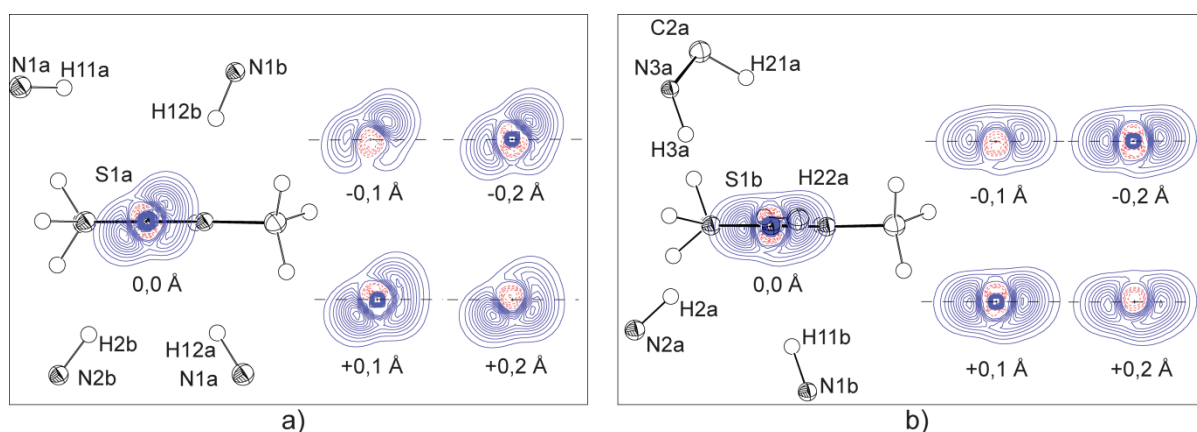 N1a
H11a
N1b
H12b
S1a
-0,1 Å
-0,2 Å
0,0 Å
+0,1 Å
+0,2 Å
H2b
N2b
H12a
N1a
a)
C2a
N3a
H21a
H3a
S1b
H22a
-0,1 Å
-0,2 Å
0,0 Å
+0,1 Å
+0,2 Å
H2a
N2a
H11b
N1b
b)